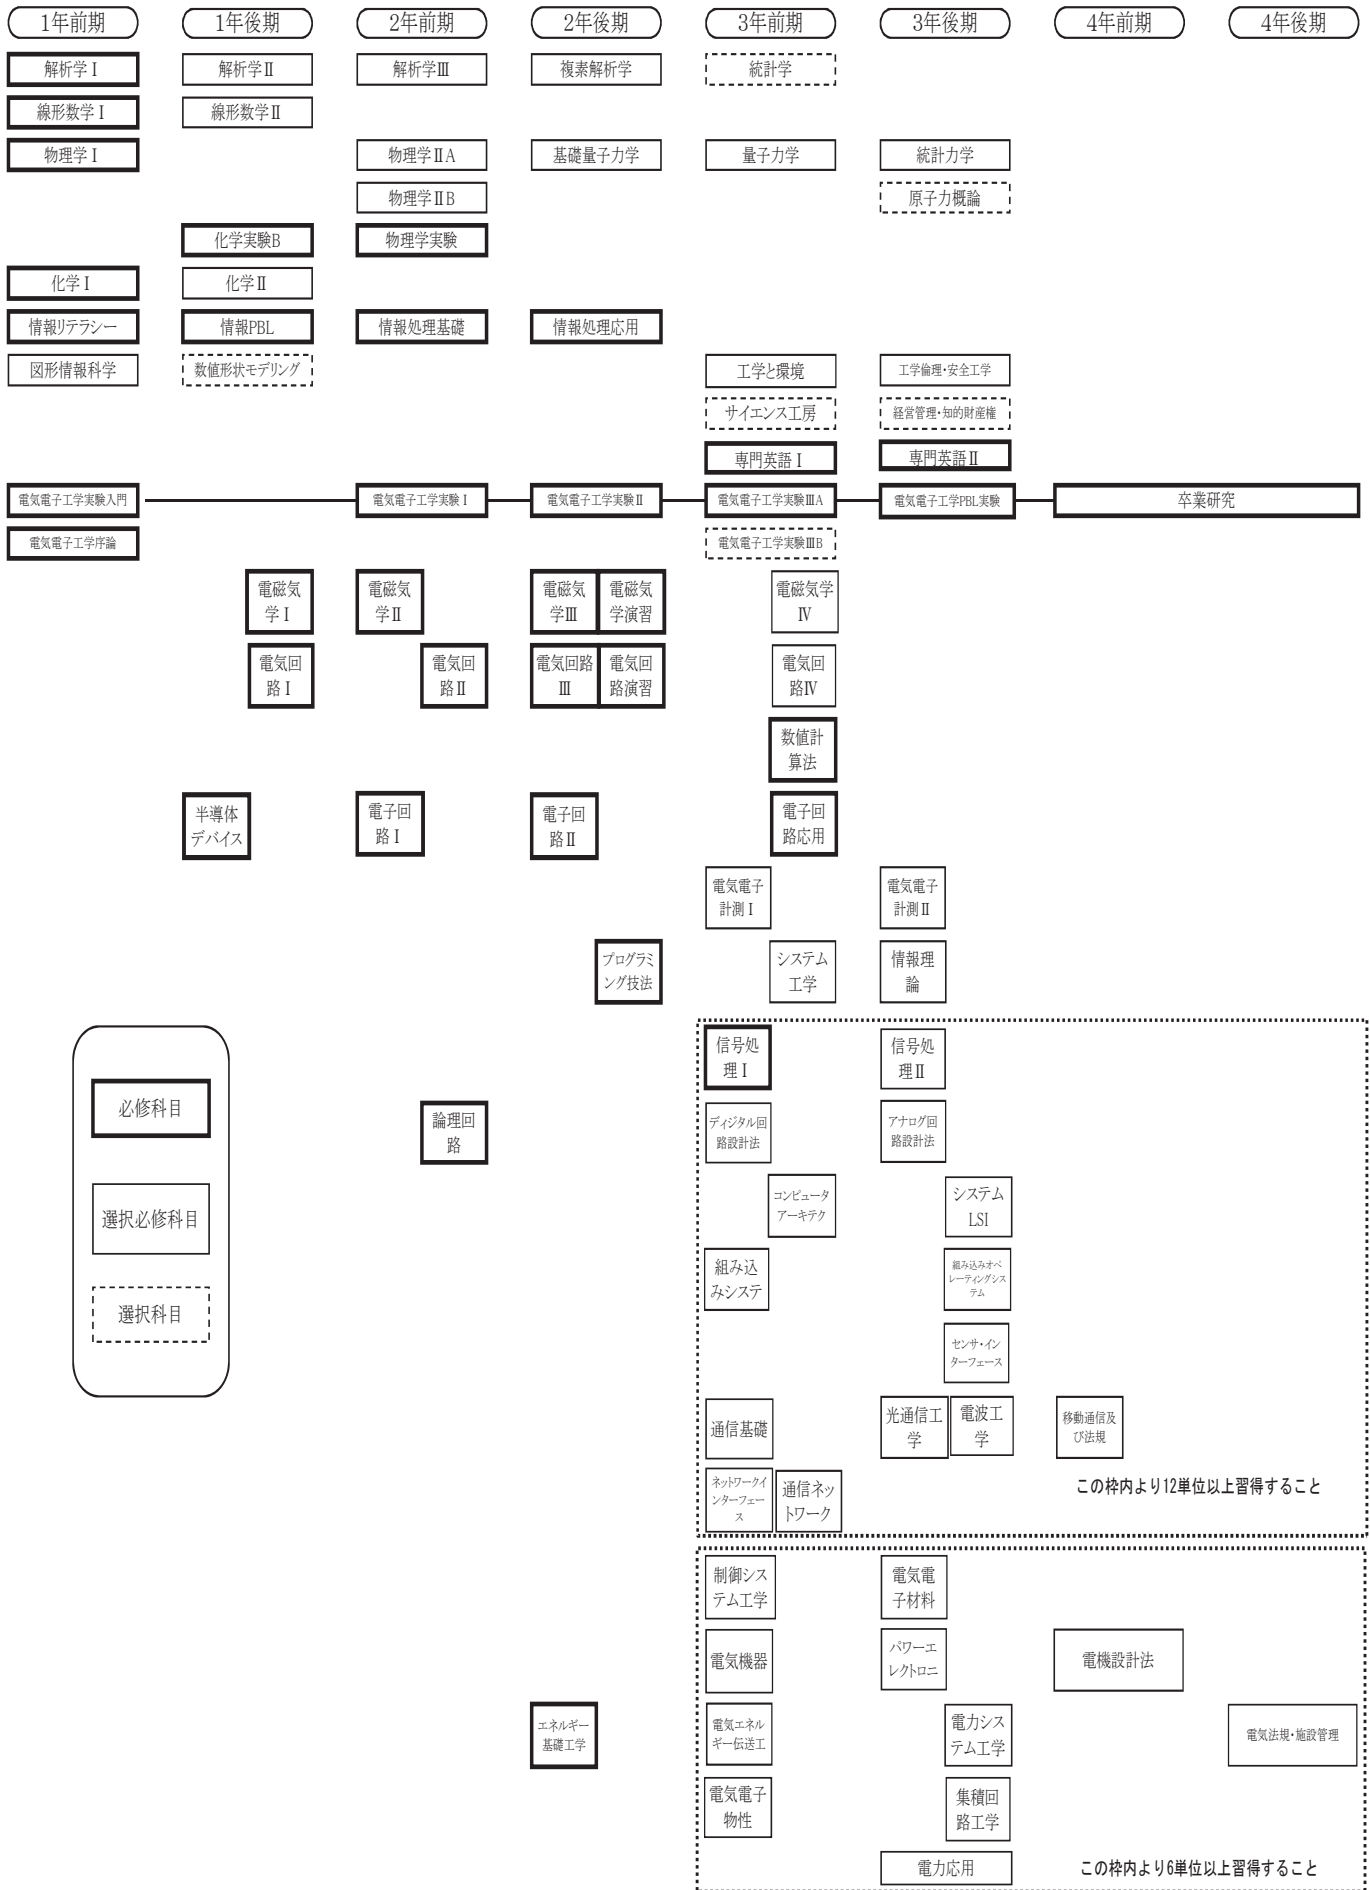 1年前期
1年後期
2年前期
2年後期
3年前期
3年後期
4年前期
4年後期
解析学Ⅰ
解析学Ⅱ
解析学Ⅲ
複素解析学
統計学
線形数学Ⅰ
線形数学Ⅱ
物理学Ⅰ
物理学ⅡA
基礎量子力学
量子力学
統計力学
物理学ⅡB
原子力概論
化学実験B
物理学実験
化学Ⅰ
化学Ⅱ
情報リテラシー
情報PBL
情報処理基礎
情報処理応用
図形情報科学
数値形状モデリング
工学と環境
工学倫理・安全工学
サイエンス工房
経営管理・知的財産権
専門英語Ⅰ
専門英語Ⅱ
電気電子工学実験入門
電気電子工学実験Ⅰ
電気電子工学実験Ⅱ
電気電子工学実験ⅢA
電気電子工学PBL実験
卒業研究
電気電子工学序論
電気電子工学実験ⅢB
電磁気
学Ⅰ
電磁気
学Ⅱ
電磁気
学Ⅲ
電磁気
学演習
電磁気学
Ⅳ
電気回
路Ⅰ
電気回
路Ⅱ
電気回路
Ⅲ
電気回
路演習
電気回
路Ⅳ
数値計
算法
半導体
デバイス
電子回
路Ⅰ
電子回
路Ⅱ
電子回
路応用
電気電子
計測Ⅰ
電気電子
計測Ⅱ
プログラミ
ング技法
システム
工学
情報理
論
信号処
理Ⅰ
信号処
理Ⅱ
必修科目
論理回
路
ディジタル回
路設計法
アナログ回
路設計法
選択必修科目
コンピュータ
アーキテク
システム
LSI
組み込
みシステ
組み込みオペ
レーティングシス
テム
選択科目
センサ・イン
ターフェース
通信基礎
光通信工
学
電波工
学
移動通信及
び法規
ネットワークイ
ンターフェー
ス
通信ネッ
トワーク
この枠内より12単位以上習得すること
制御シス
テム工学
電気電
子材料
電気機器
パワーエ
レクトロニ
電機設計法
エネルギー
基礎工学
電気エネル
ギー伝送工
電力シス
テム工学
電気法規・施設管理
電気電子
物性
集積回
路工学
電力応用
この枠内より6単位以上習得すること